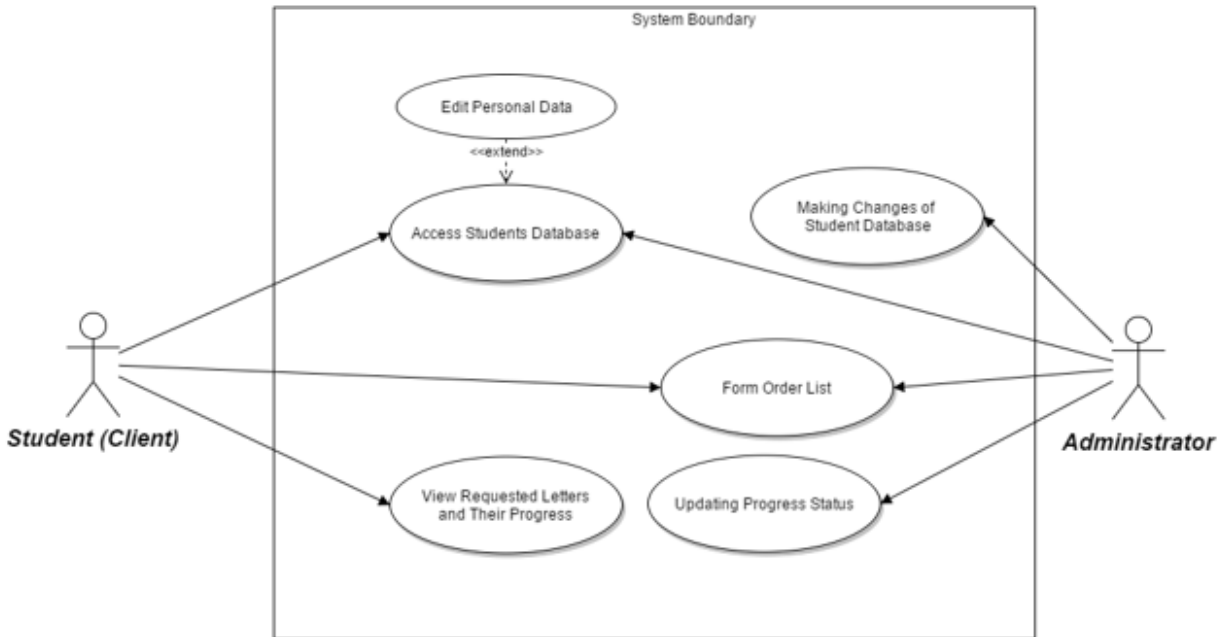 System Boundary
Edit Personal Data
<<extend>>
Access Students Database
Making Changes of
Student Database
Form Order List
Student (Client)
Administrator
View Requested Letters
and Their Progress
Updating Progress Status